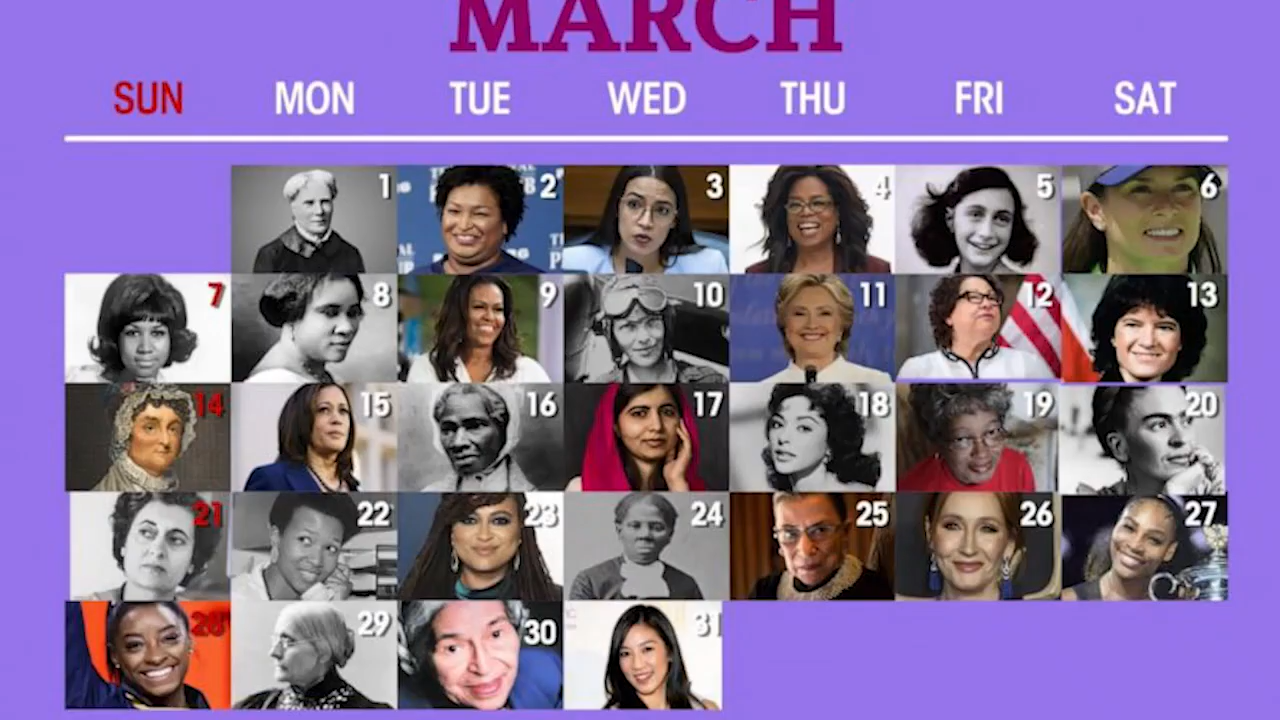 MARCH
SUN MON TUE WED THU FRI SAT
1 2 3 4 5 6
7 8 9 10 11 12 13
14 15 16 17 18 19 20
21 22 23 24 25 26 27
28 29 30 31